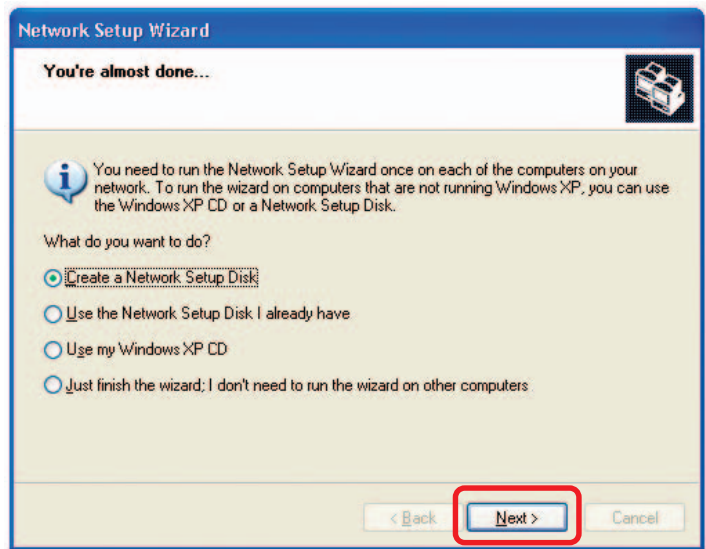 Network Setup Wizard
You're almost done...
You need to run the Network Setup Wizard once on each of the computers on your
network. To run the wizard on computers that are not running Windows XP, you can use
the Windows XP CD or a Network Setup Disk.
What do you want to do?
Create a Network Setup Disk
Use the Network Setup Disk I already have
Use my Windows XP CD
Just finish the wizard; I don't need to run the wizard on other computers
< Back
Next >
Cancel